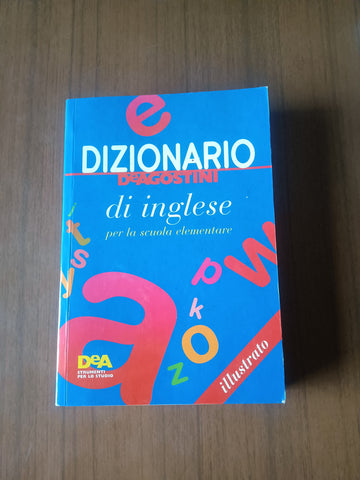 e
DIZIONARIO
DeAGOSTINI
di inglese
per la scuola elementare
i
t
s
y
a
p
w
k
o
z
illustrato
DeA
STRUMENTI
PER LO STUDIO